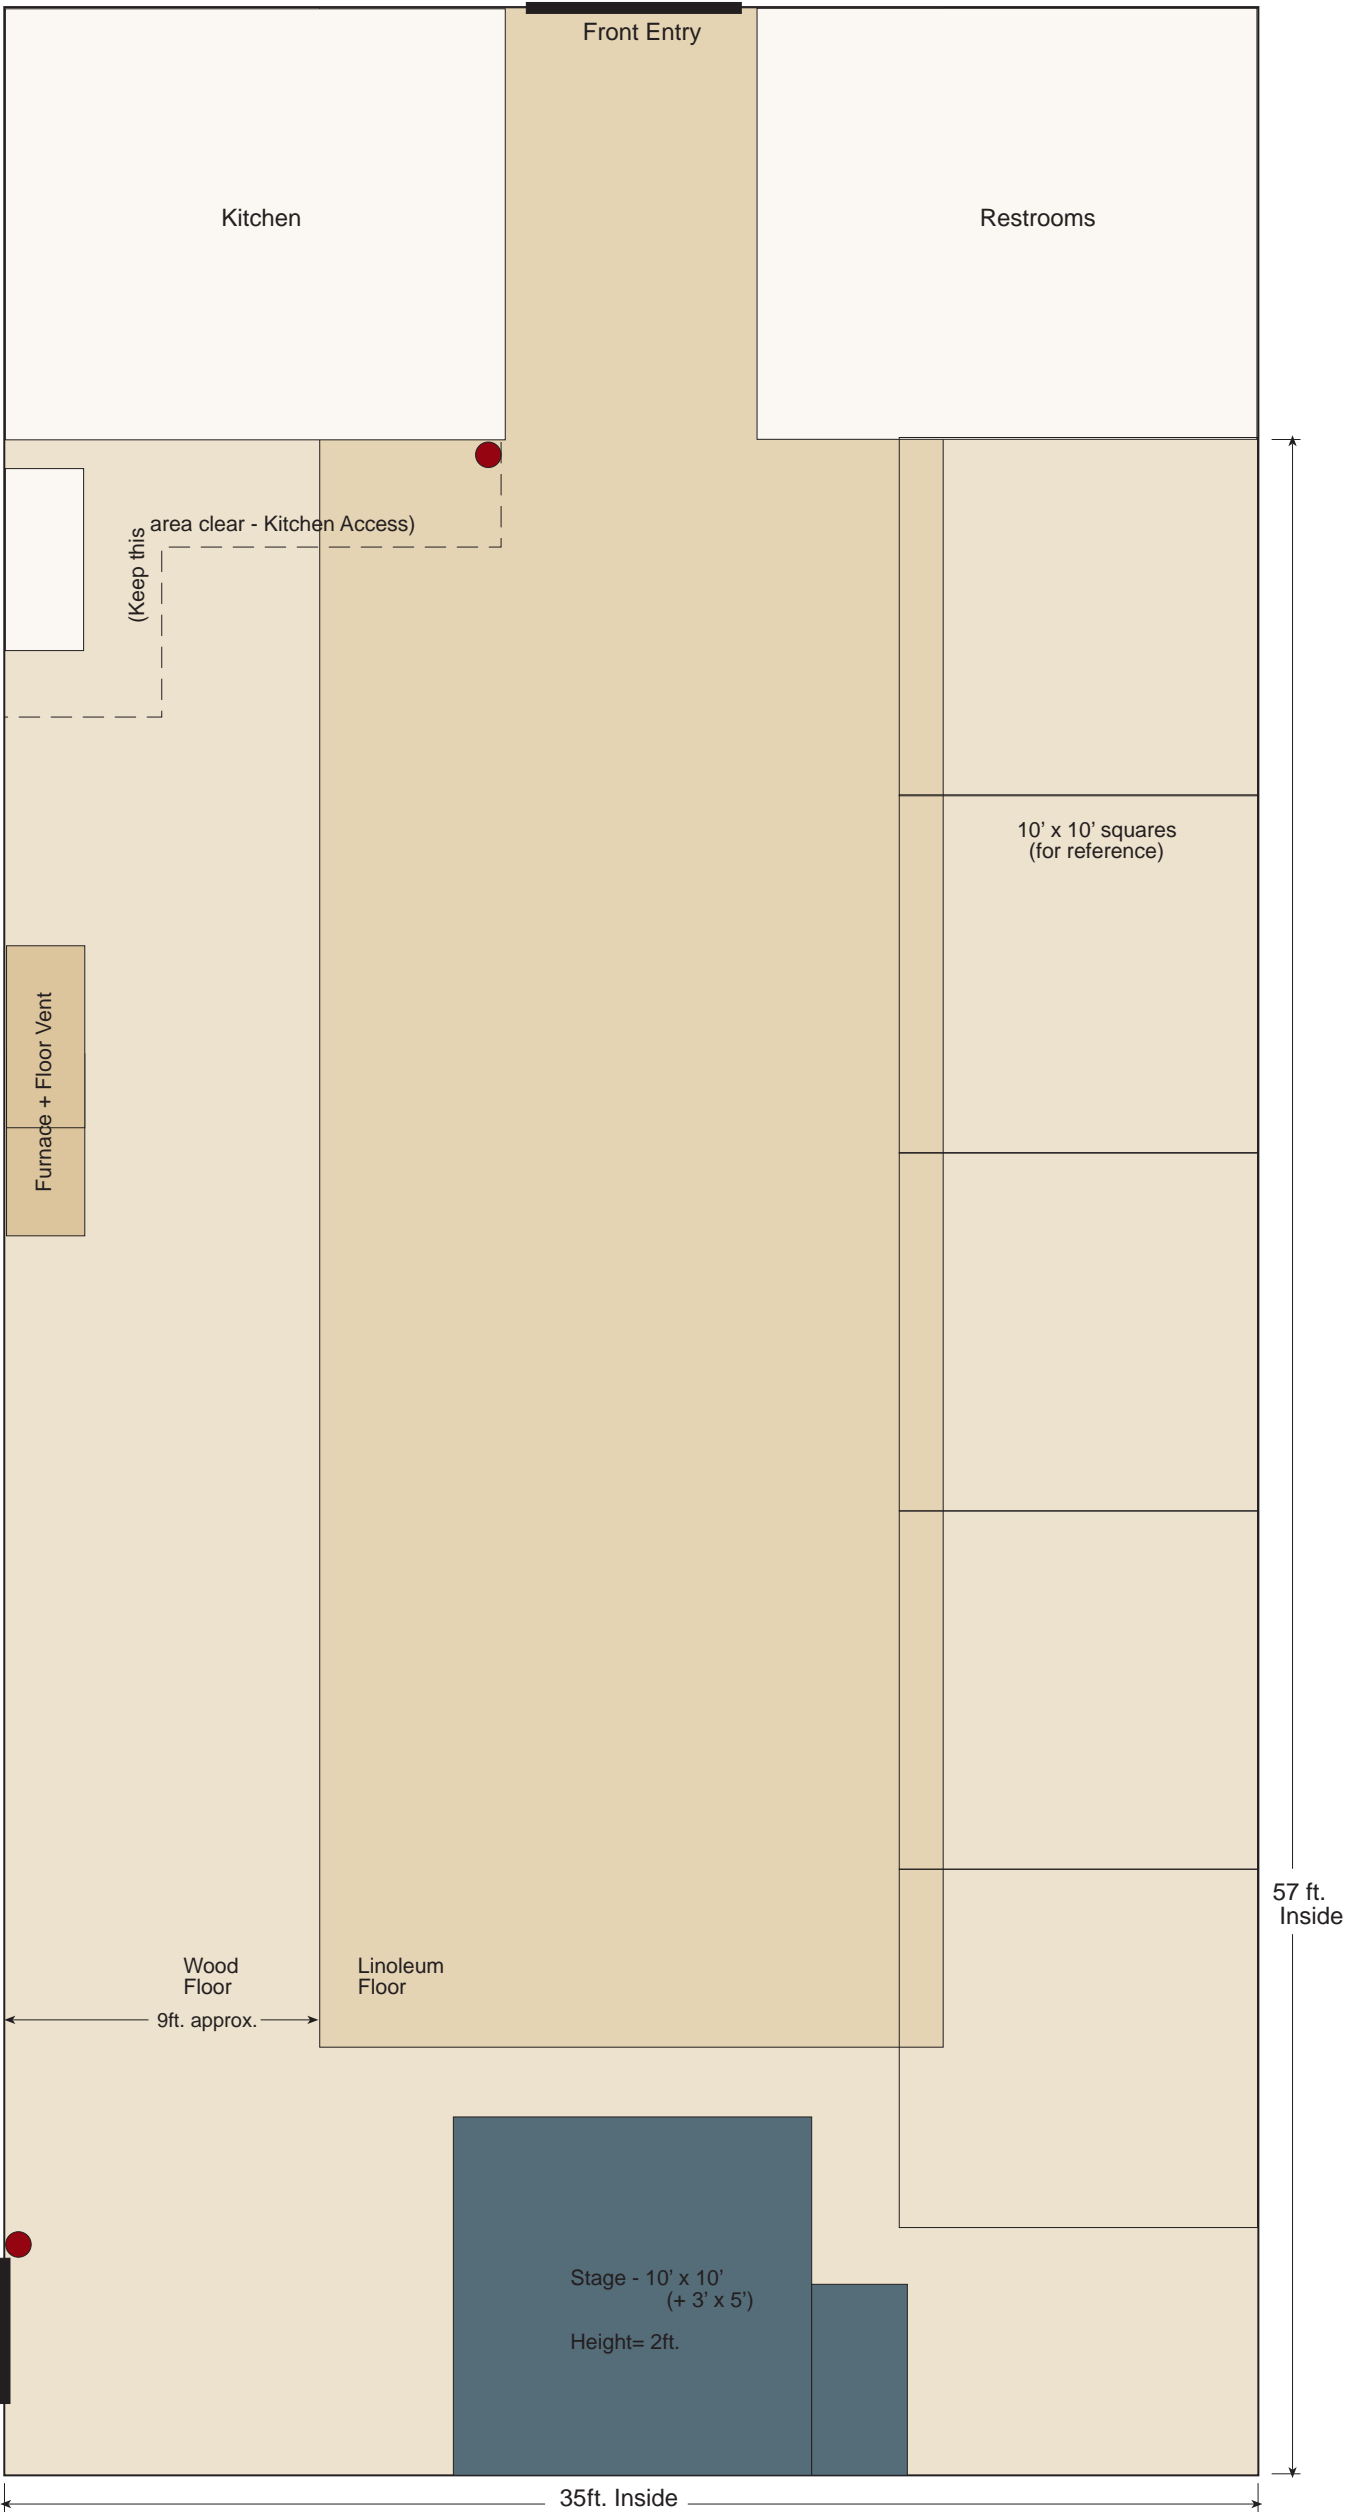 Front Entry
Kitchen
Restrooms
(Keep this
area clear - Kitchen Access)
10’ x 10’ squares
(for reference)
Furnace + Floor Vent
57 ft.
Inside
Wood
Floor
Linoleum
Floor
9ft. approx.
Stage - 10’ x 10’
(+ 3’ x 5’)
Height= 2ft.
35ft. Inside